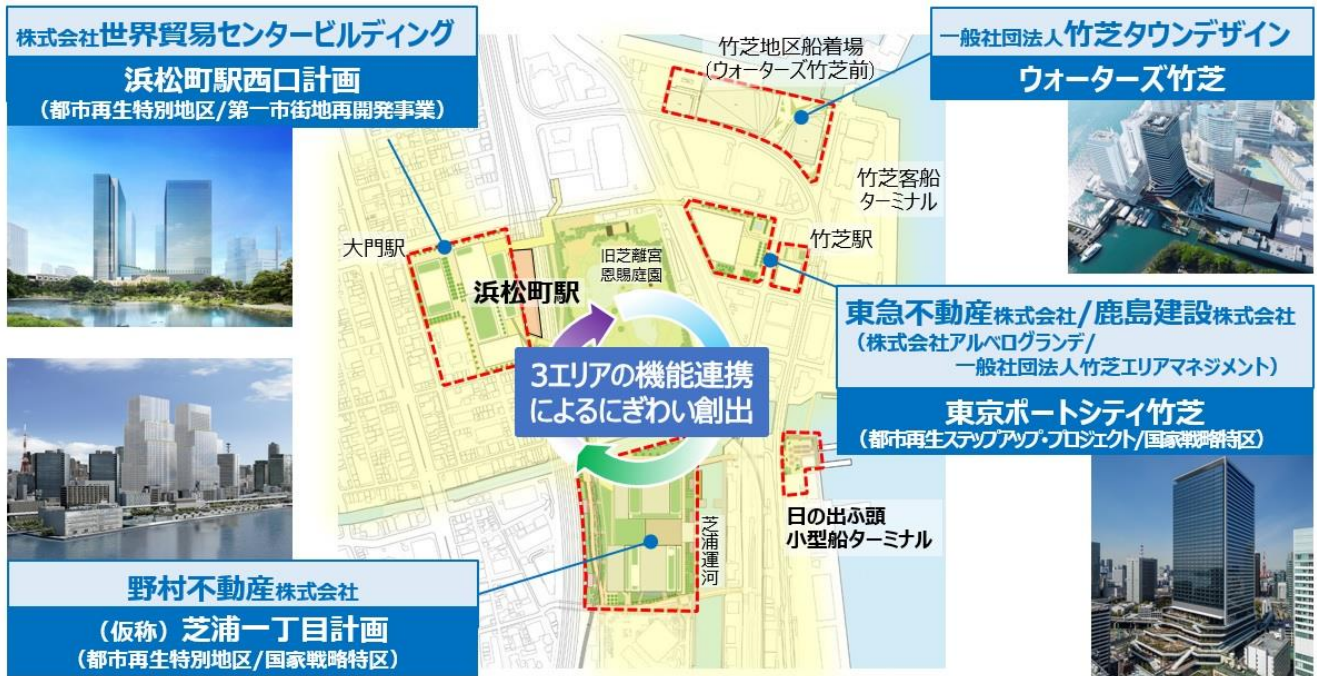 株式会社世界貿易センタービルディング
浜松町駅西口計画
（都市再生特別地区/第一市街地再開発事業）
一般社団法人竹芝タウンデザイン
ウォーターズ竹芝
竹芝地区船着場
（ウォーターズ竹芝前）
竹芝客船
ターミナル
竹芝駅
大門駅
旧芝離宮
恩賜庭園
浜松町駅
東急不動産株式会社/鹿島建設株式会社
（株式会社アルベログランデ/
一般社団法人竹芝エリアマネジメント）
東京ポートシティ竹芝
（都市再生ステップアップ・プロジェクト/国家戦略特区）
3エリアの機能連携
によるにぎわい創出
日の出ふ頭
小型船ターミナル
芝浦運河
野村不動産株式会社
（仮称）芝浦一丁目計画
（都市再生特別地区/国家戦略特区）